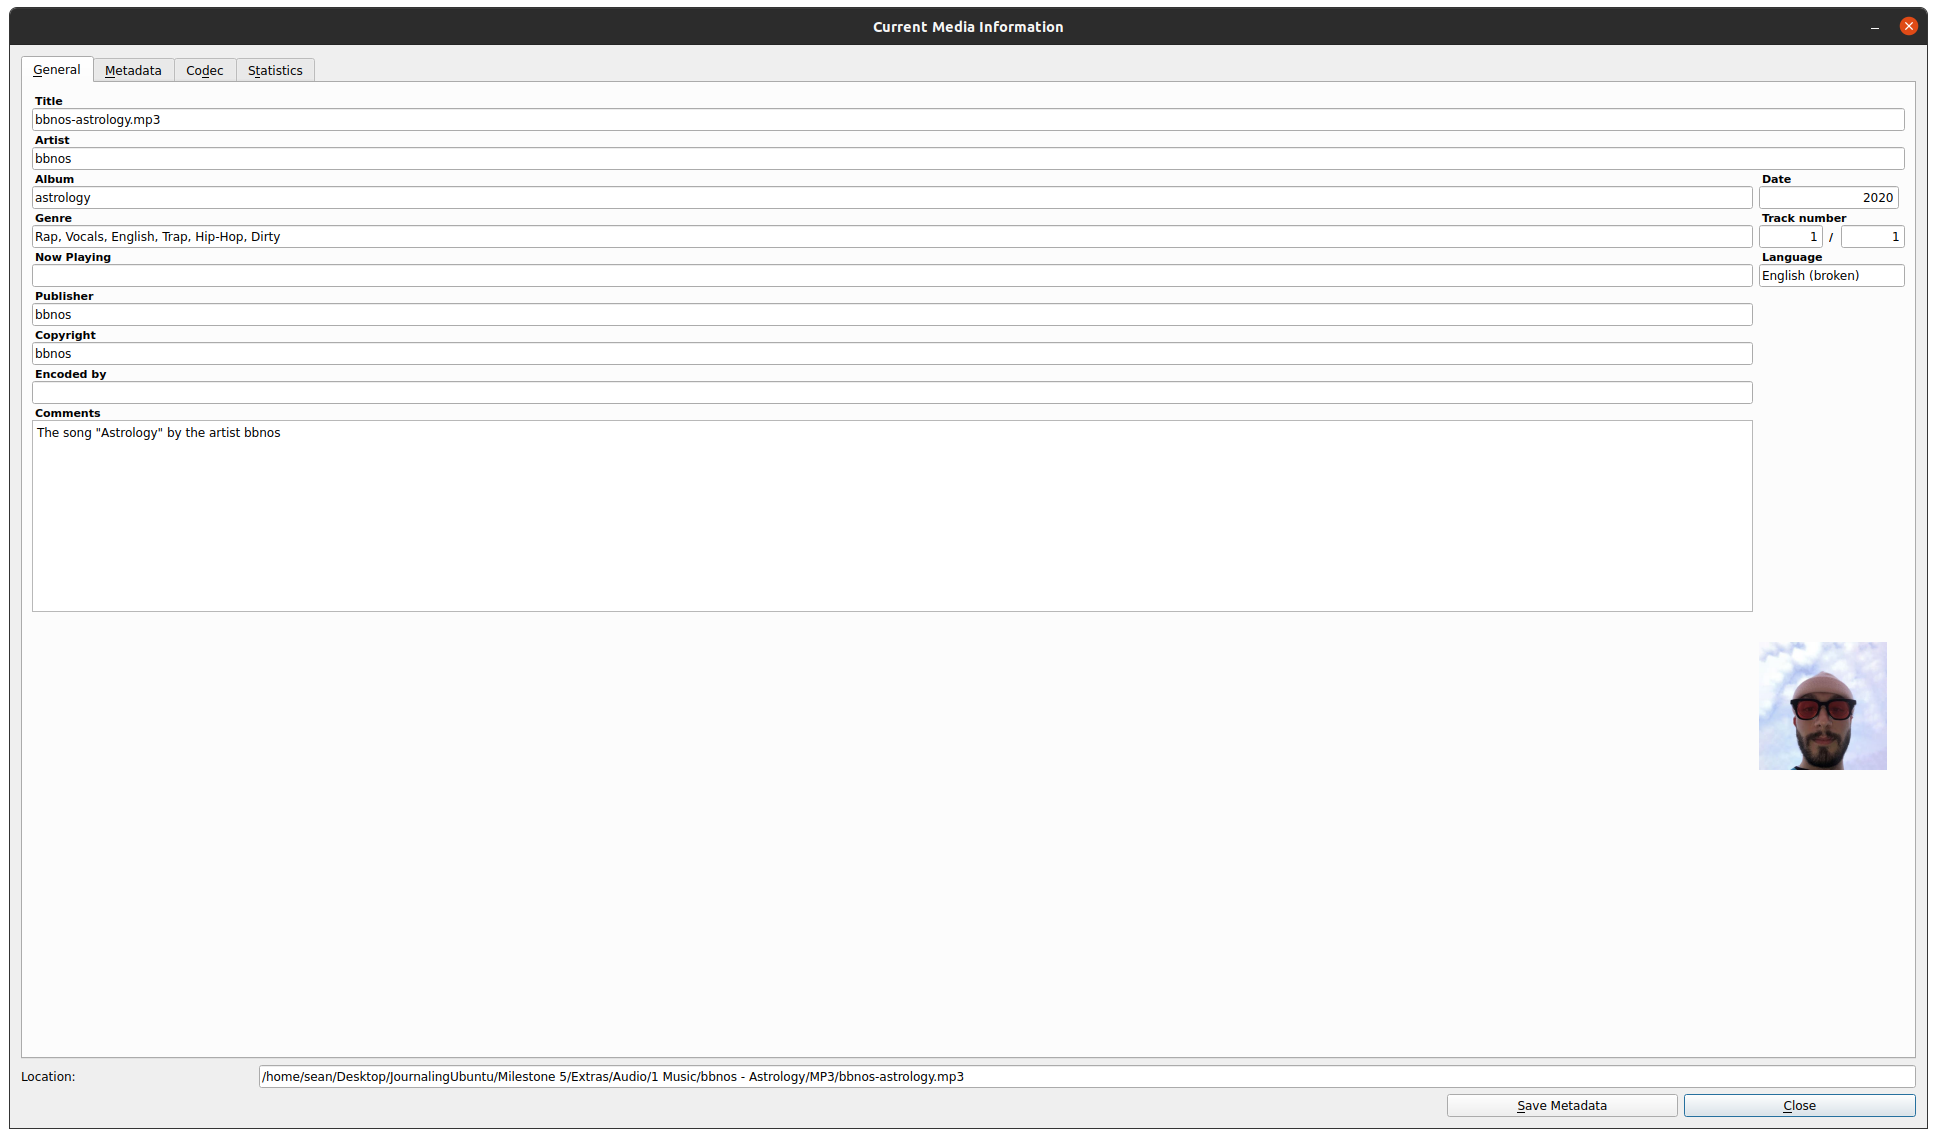 Current Media Information
General Metadata Codec Statistics
Title
bbnos-astrology.mp3
Artist
bbnos
Album Date
astrology 2020
Genre Track number
Rap, Vocals, English, Trap, Hip-Hop, Dirty 1 / 1
Now Playing Language
English (broken)
Publisher
bbnos
Copyright
bbnos
Encoded by
Comments
The song "Astrology" by the artist bbnos
Location: /home/sean/Desktop/JournalingUbuntu/Milestone 5/Extras/Audio/1 Music/bbnos - Astrology/MP3/bbnos-astrology.mp3
Save Metadata Close